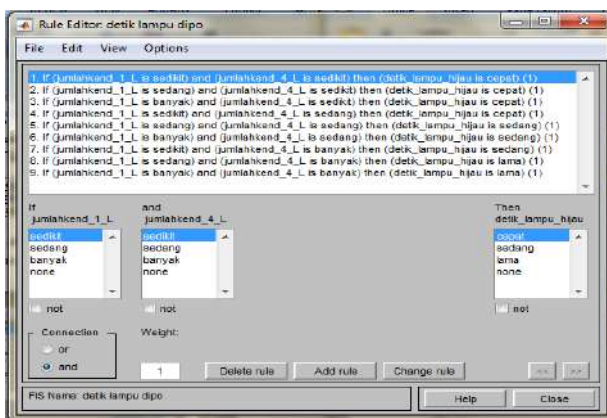 Rule Editor: detik lampu dipo
File Edit View Options
1. If (jumlahkend_1_L is sedikit) and (jumlahkend_4_L is sedikit) then (detik_lampu_hijau is cepat) (1)
2. If (jumlahkend_1_L is sedang) and (jumlahkend_4_L is sedikit) then (detik_lampu_hijau is cepat) (1)
3. If (jumlahkend_1_L is banyak) and (jumlahkend_4_L is sedikit) then (detik_lampu_hijau is cepat) (1)
4. If (jumlahkend_1_L is sedikit) and (jumlahkend_4_L is sedang) then (detik_lampu_hijau is cepat) (1)
5. If (jumlahkend_1_L is sedang) and (jumlahkend_4_L is sedang) then (detik_lampu_hijau is sedang) (1)
6. If (jumlahkend_1_L is banyak) and (jumlahkend_4_L is sedang) then (detik_lampu_hijau is sedang) (1)
7. If (jumlahkend_1_L is sedikit) and (jumlahkend_4_L is banyak) then (detik_lampu_hijau is sedang) (1)
8. If (jumlahkend_1_L is sedang) and (jumlahkend_4_L is banyak) then (detik_lampu_hijau is lama) (1)
9. If (jumlahkend_1_L is banyak) and (jumlahkend_4_L is banyak) then (detik_lampu_hijau is lama) (1)
If and Then
jumlahkend_1_L jumlahkend_4_L detik_lampu_hijau
sedikit sedikit cepat
sedang sedang sedang
banyak banyak lama
none none none
not not not
Connection Weight:
or
and 1 Delete rule Add rule Change rule << >>
FIS Name: detik lampu dipo Help Close